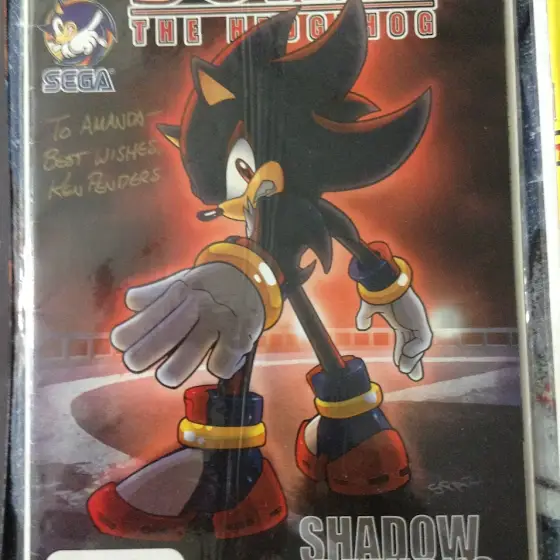 THE HEDGEHOG
SEGA
TO AMANDA—
BEST WISHES,
KEN PENDERS
SHADOW